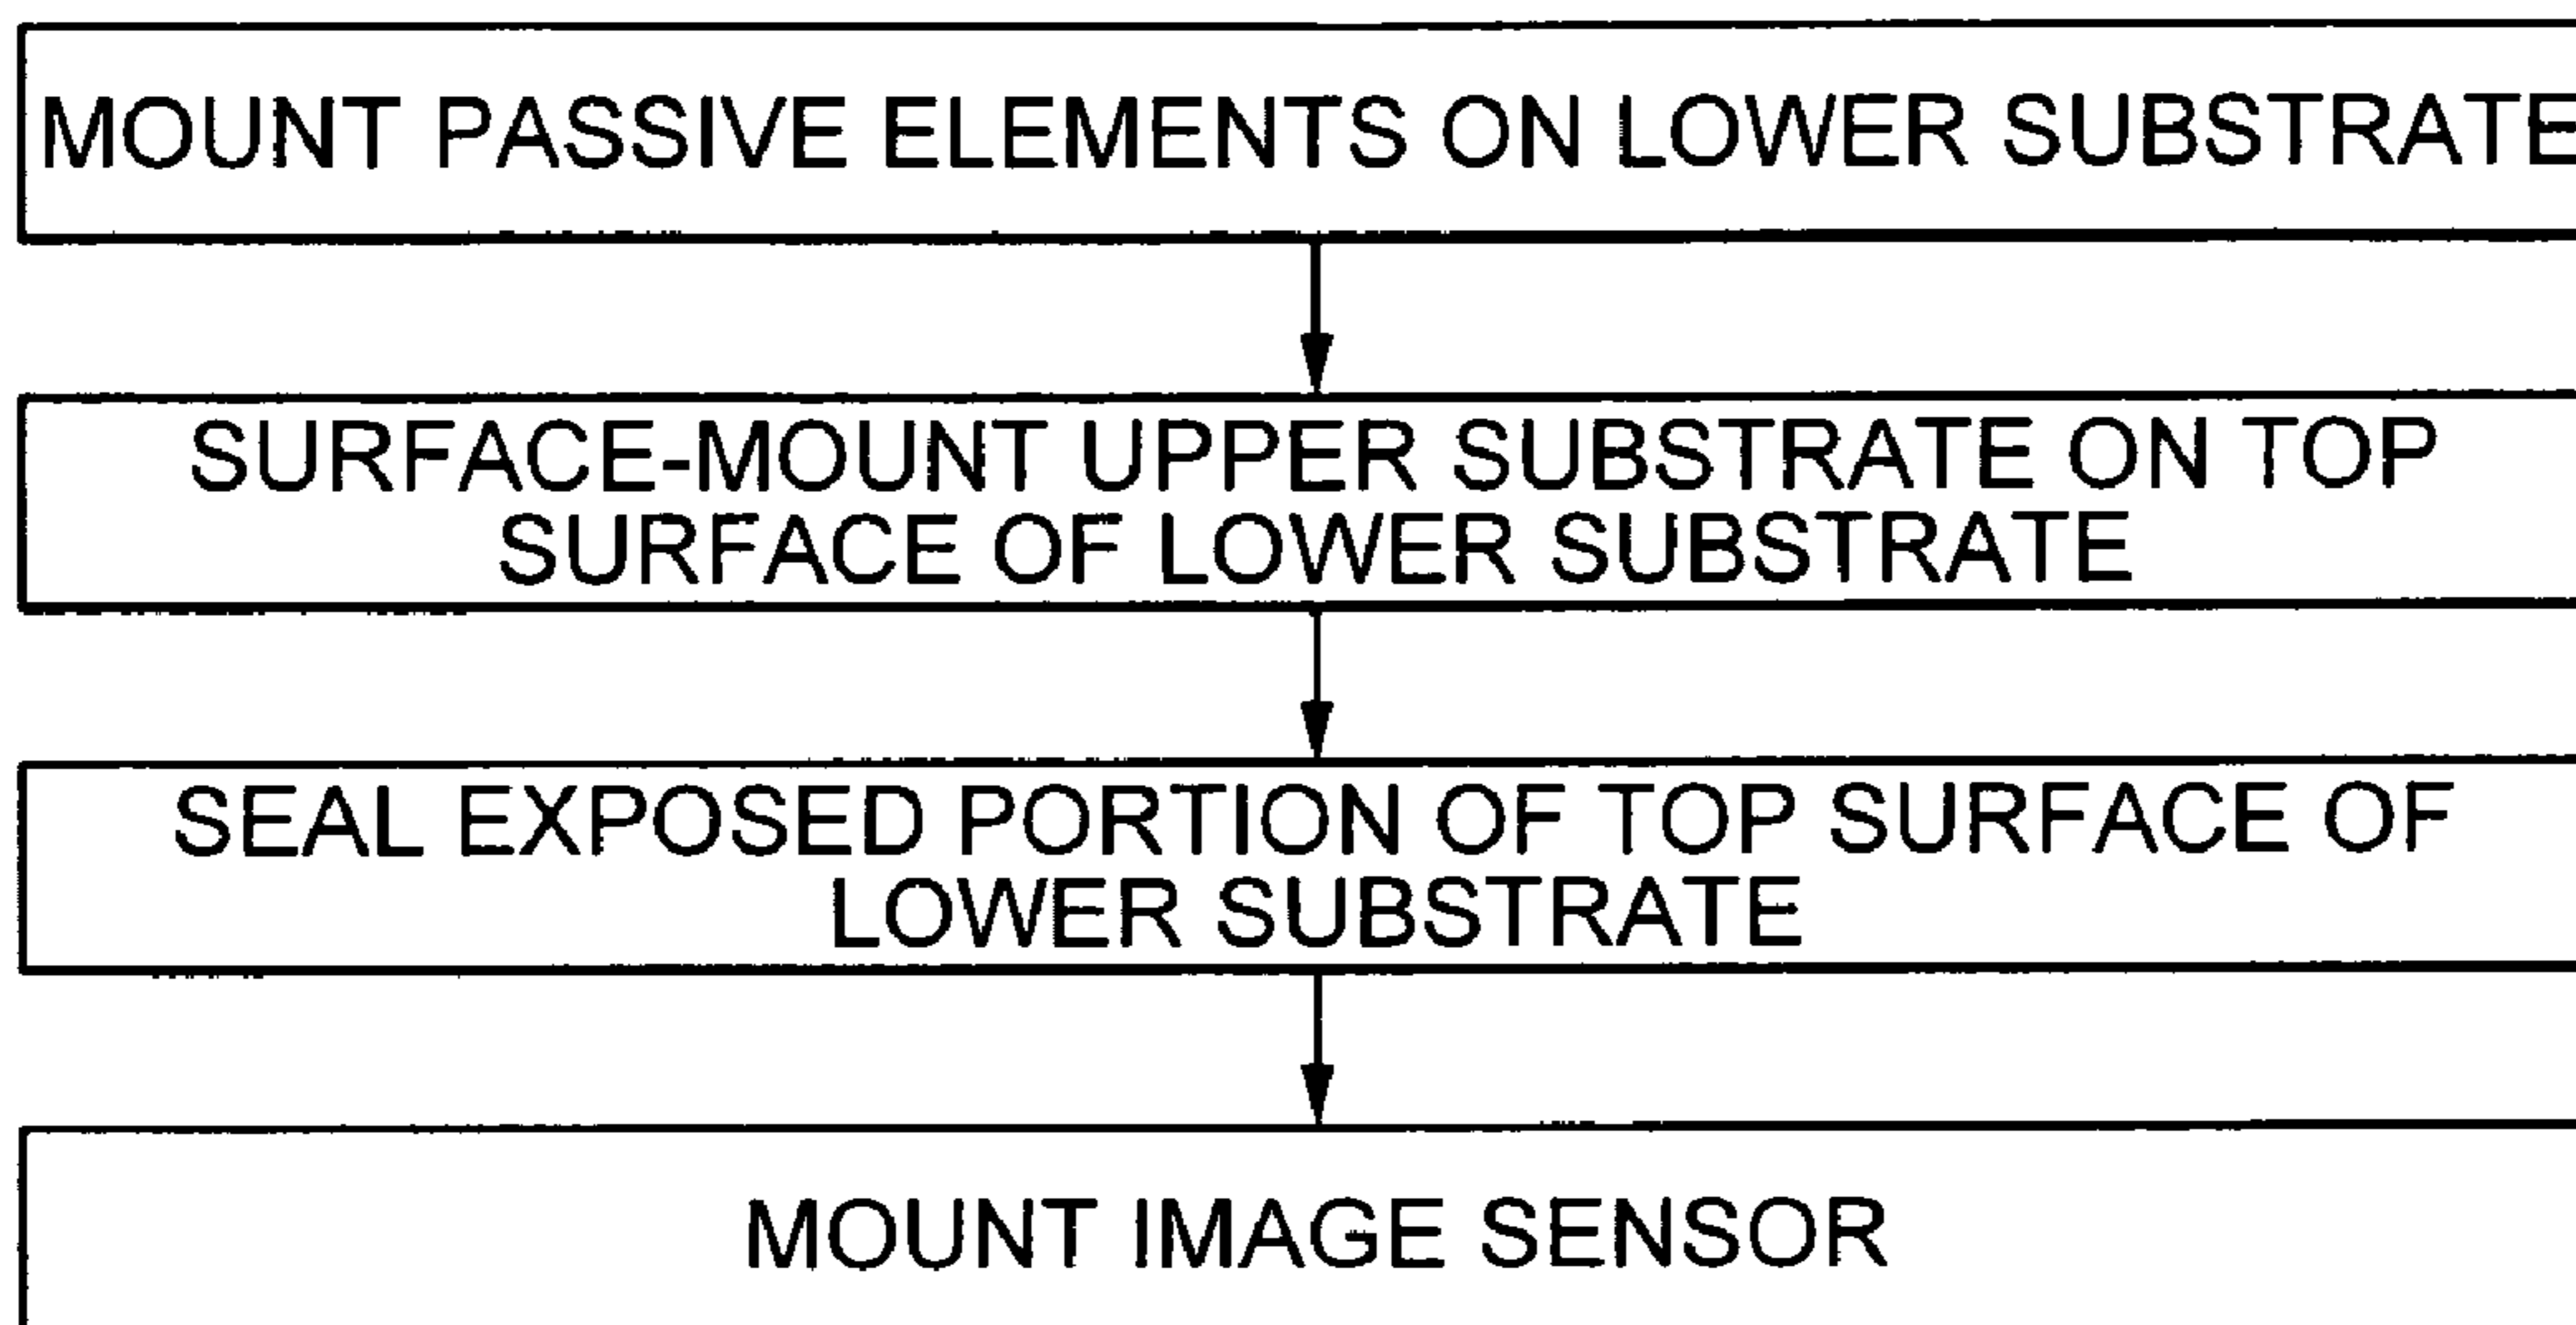 MOUNT PASSIVE ELEMENTS ON LOWER SUBSTRATE
SURFACE-MOUNT UPPER SUBSTRATE ON TOP
SURFACE OF LOWER SUBSTRATE
SEAL EXPOSED PORTION OF TOP SURFACE OF
LOWER SUBSTRATE
MOUNT IMAGE SENSOR